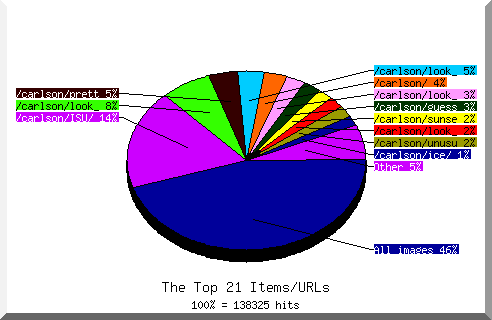 /carlson/look_ 5%
/carlson/ 4%
/carlson/look_ 3%
/carlson/guess 3%
/carlson/sunse 2%
/carlson/look_ 2%
/carlson/unusu 2%
/carlson/ice/ 1%
Other 5%
/carlson/prett 5%
/carlson/look_ 8%
/carlson/ISU/ 14%
All images 46%
The Top 21 Items/URLs
100% = 138325 hits